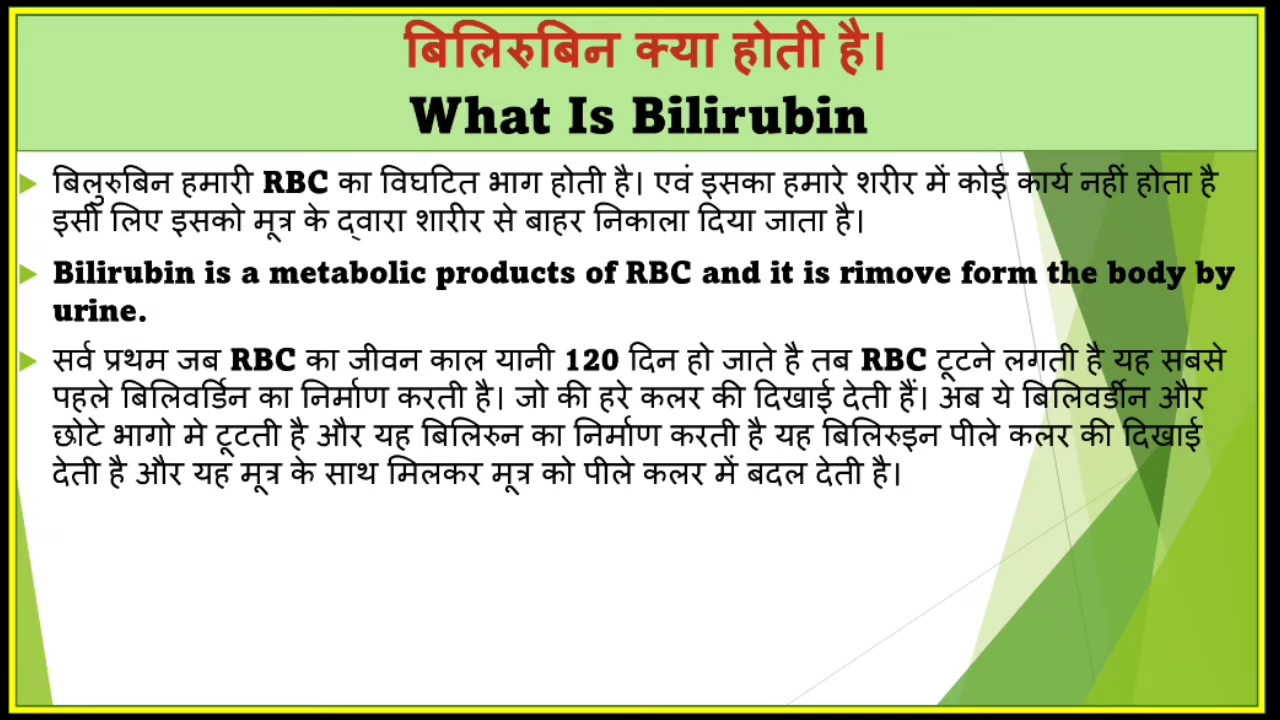 बिलिरुबिन क्या होती है।
What Is Bilirubin
बिलुरुबिन हमारी RBC का विघटित भाग होती है। एवं इसका हमारे शरीर में कोई कार्य नहीं होता है
इसी लिए इसको मूत्र के द्वारा शारीर से बाहर निकाला दिया जाता है।
Bilirubin is a metabolic products of RBC and it is rimove form the body by
urine.
सर्व प्रथम जब RBC का जीवन काल यानी 120 दिन हो जाते है तब RBC टूटने लगती है यह सबसे
पहले बिलिवर्डिन का निर्माण करती है। जो की हरे कलर की दिखाई देती हैं। अब ये बिलिवर्डीन और
छोटे भागो मे टूटती है और यह बिलिरुन का निर्माण करती है यह बिलिरुइन पीले कलर की दिखाई
देती है और यह मूत्र के साथ मिलकर मूत्र को पीले कलर में बदल देती है।